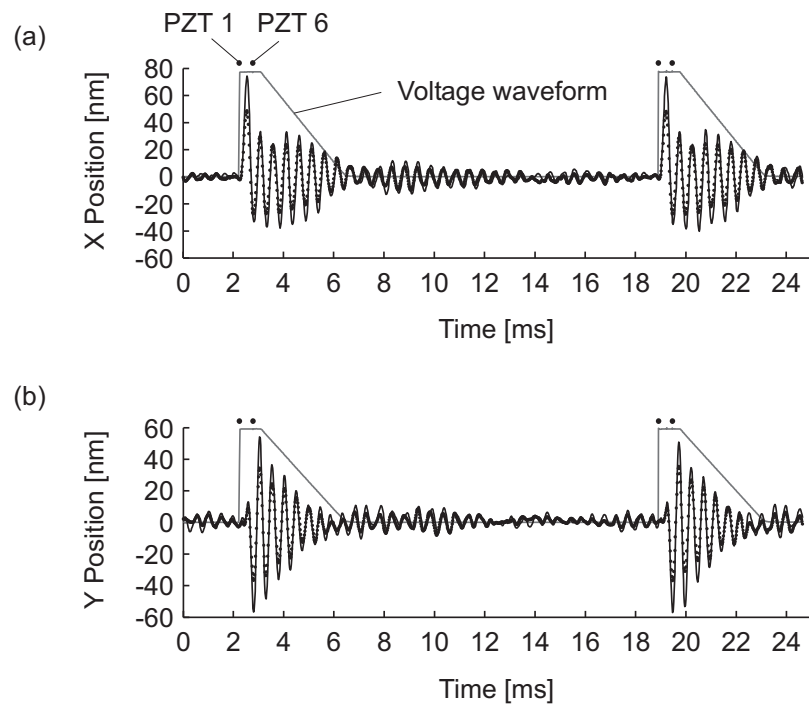 PZT 1 PZT 6
(a)
80
60
40
20
0
-20
-40
-60
X Position [nm]
Voltage waveform
0 2 4 6 8 10 12 14 16 18 20 22 24
Time [ms]
(b)
60
40
20
0
-20
-40
-60
Y Position [nm]
0 2 4 6 8 10 12 14 16 18 20 22 24
Time [ms]